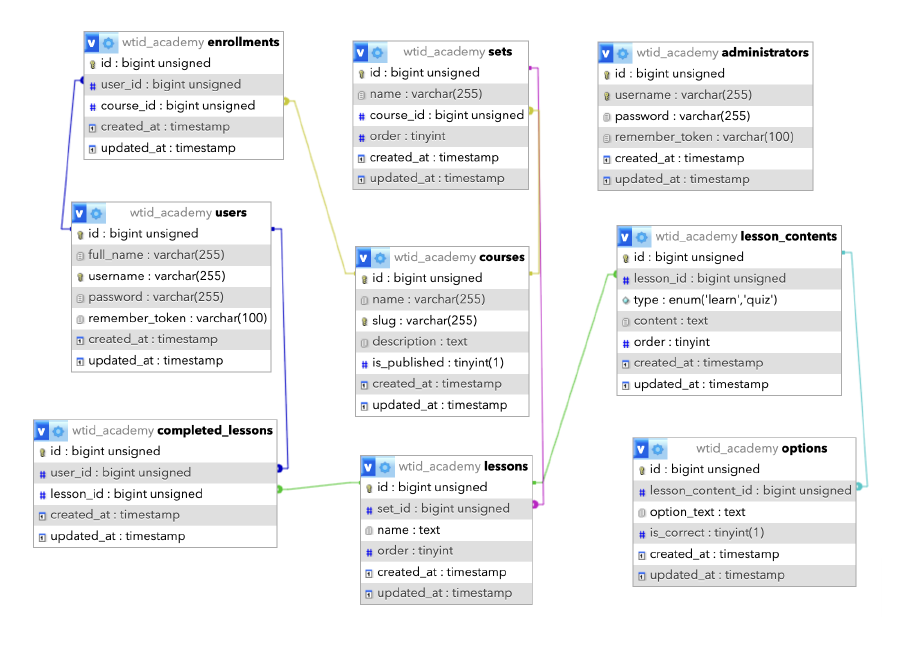 wtid_academy enrollments
id : bigint unsigned
user_id : bigint unsigned
course_id : bigint unsigned
created_at : timestamp
updated_at : timestamp
wtid_academy sets
id : bigint unsigned
name : varchar(255)
course_id : bigint unsigned
order : tinyint
created_at : timestamp
updated_at : timestamp
wtid_academy administrators
id : bigint unsigned
username : varchar(255)
password : varchar(255)
remember_token : varchar(100)
created_at : timestamp
updated_at : timestamp
wtid_academy users
id : bigint unsigned
full_name : varchar(255)
username : varchar(255)
password : varchar(255)
remember_token : varchar(100)
created_at : timestamp
updated_at : timestamp
wtid_academy courses
id : bigint unsigned
name : varchar(255)
slug : varchar(255)
description : text
is_published : tinyint(1)
created_at : timestamp
updated_at : timestamp
wtid_academy lesson_contents
id : bigint unsigned
lesson_id : bigint unsigned
type : enum('learn','quiz')
content : text
order : tinyint
created_at : timestamp
updated_at : timestamp
wtid_academy completed_lessons
id : bigint unsigned
user_id : bigint unsigned
lesson_id : bigint unsigned
created_at : timestamp
updated_at : timestamp
wtid_academy lessons
id : bigint unsigned
set_id : bigint unsigned
name : text
order : tinyint
created_at : timestamp
updated_at : timestamp
wtid_academy options
id : bigint unsigned
lesson_content_id : bigint unsigned
option_text : text
is_correct : tinyint(1)
created_at : timestamp
updated_at : timestamp